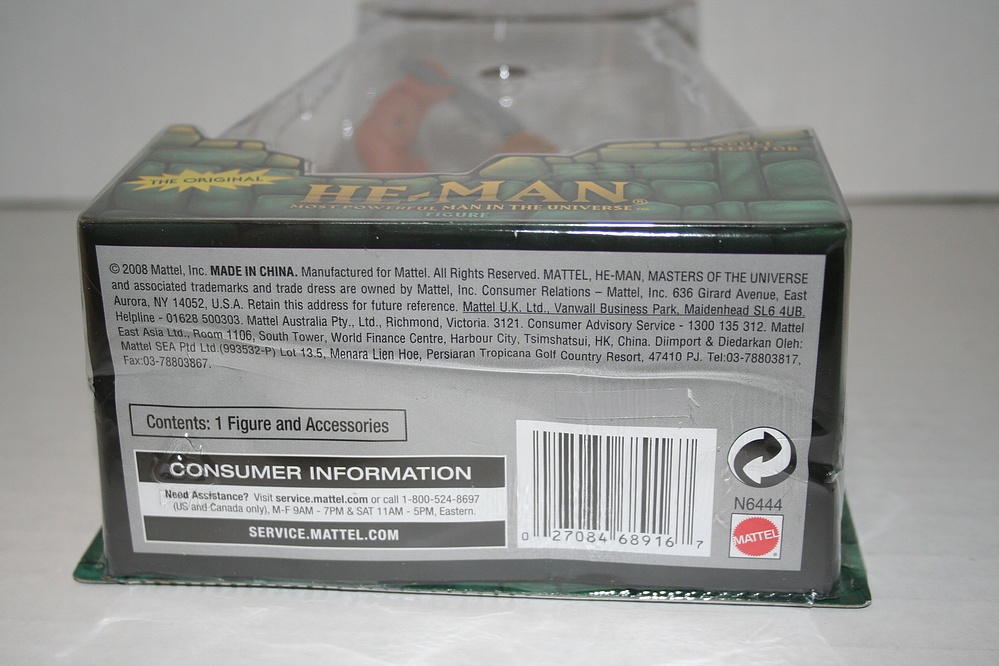 ADULT
COLLECTOR
THE ORIGINAL
HE-MAN®
MOST POWERFUL MAN IN THE UNIVERSE™
FIGURE
© 2008 Mattel, Inc. MADE IN CHINA. Manufactured for Mattel. All Rights Reserved. MATTEL, HE-MAN, MASTERS OF THE UNIVERSE
and associated trademarks and trade dress are owned by Mattel, Inc. Consumer Relations – Mattel, Inc. 636 Girard Avenue, East
Aurora, NY 14052, U.S.A. Retain this address for future reference. Mattel U.K. Ltd., Vanwall Business Park, Maidenhead SL6 4UB.
Helpline - 01628 500303. Mattel Australia Pty., Ltd., Richmond, Victoria. 3121. Consumer Advisory Service - 1300 135 312. Mattel
East Asia Ltd., Room 1106, South Tower, World Finance Centre, Harbour City, Tsimshatsui, HK, China. Diimport & Diedarkan Oleh:
Mattel SEA Ptd Ltd.(993532-P) Lot 13.5, Menara Lien Hoe, Persiaran Tropicana Golf Country Resort, 47410 PJ. Tel:03-78803817,
Fax:03-78803867.
Contents: 1 Figure and Accessories
CONSUMER INFORMATION
Need Assistance? Visit service.mattel.com or call 1-800-524-8697
(US and Canada only), M-F 9AM - 7PM & SAT 11AM - 5PM, Eastern.
SERVICE.MATTEL.COM
0 27084 68916 7
N6444
MATTEL®